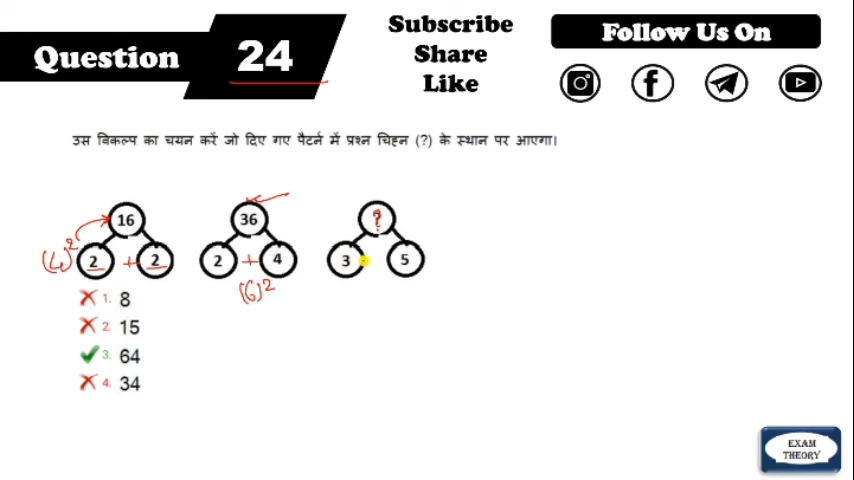 Question 24
Subscribe
Share
Like
Follow Us On
उस विकल्प का चयन करें जो दिए गए पैटर्न में प्रश्न चिह्न (?) के स्थान पर आएगा।
16 36 ?
2 + 2 2 + 4 3 5
(4)² (6)²
1. 8
2. 15
3. 64
4. 34
EXAM
THEORY